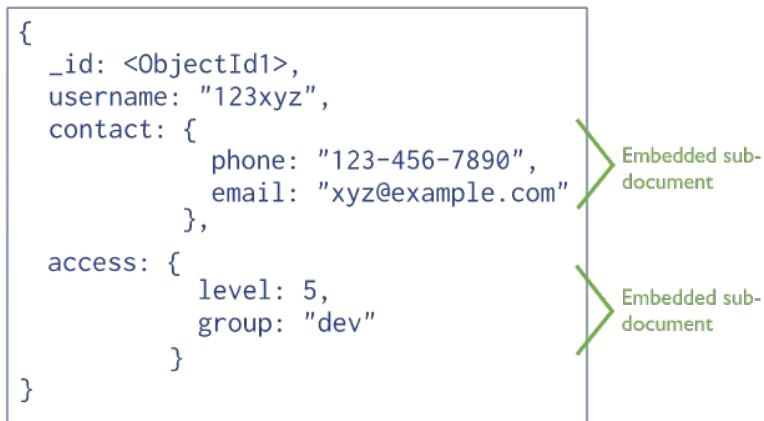 {
_id: <ObjectId1>,
username: "123xyz",
contact: {
phone: "123-456-7890",
email: "xyz@example.com"
},
Embedded sub-
document
access: {
level: 5,
group: "dev"
}
Embedded sub-
document
}